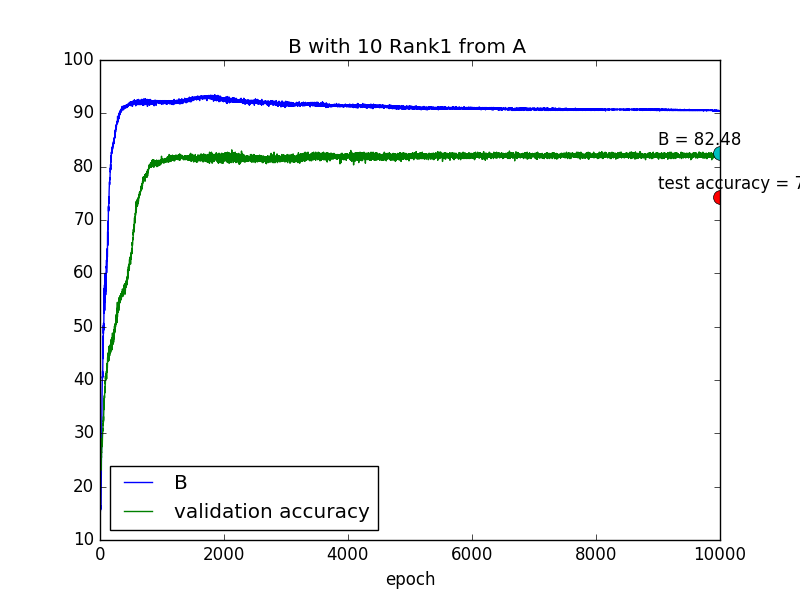 B with 10 Rank1 from A
100
90
80
70
60
50
40
30
20
10
B = 82.48
test accuracy = 7
B
validation accuracy
0
2000
4000
6000
8000
10000
epoch